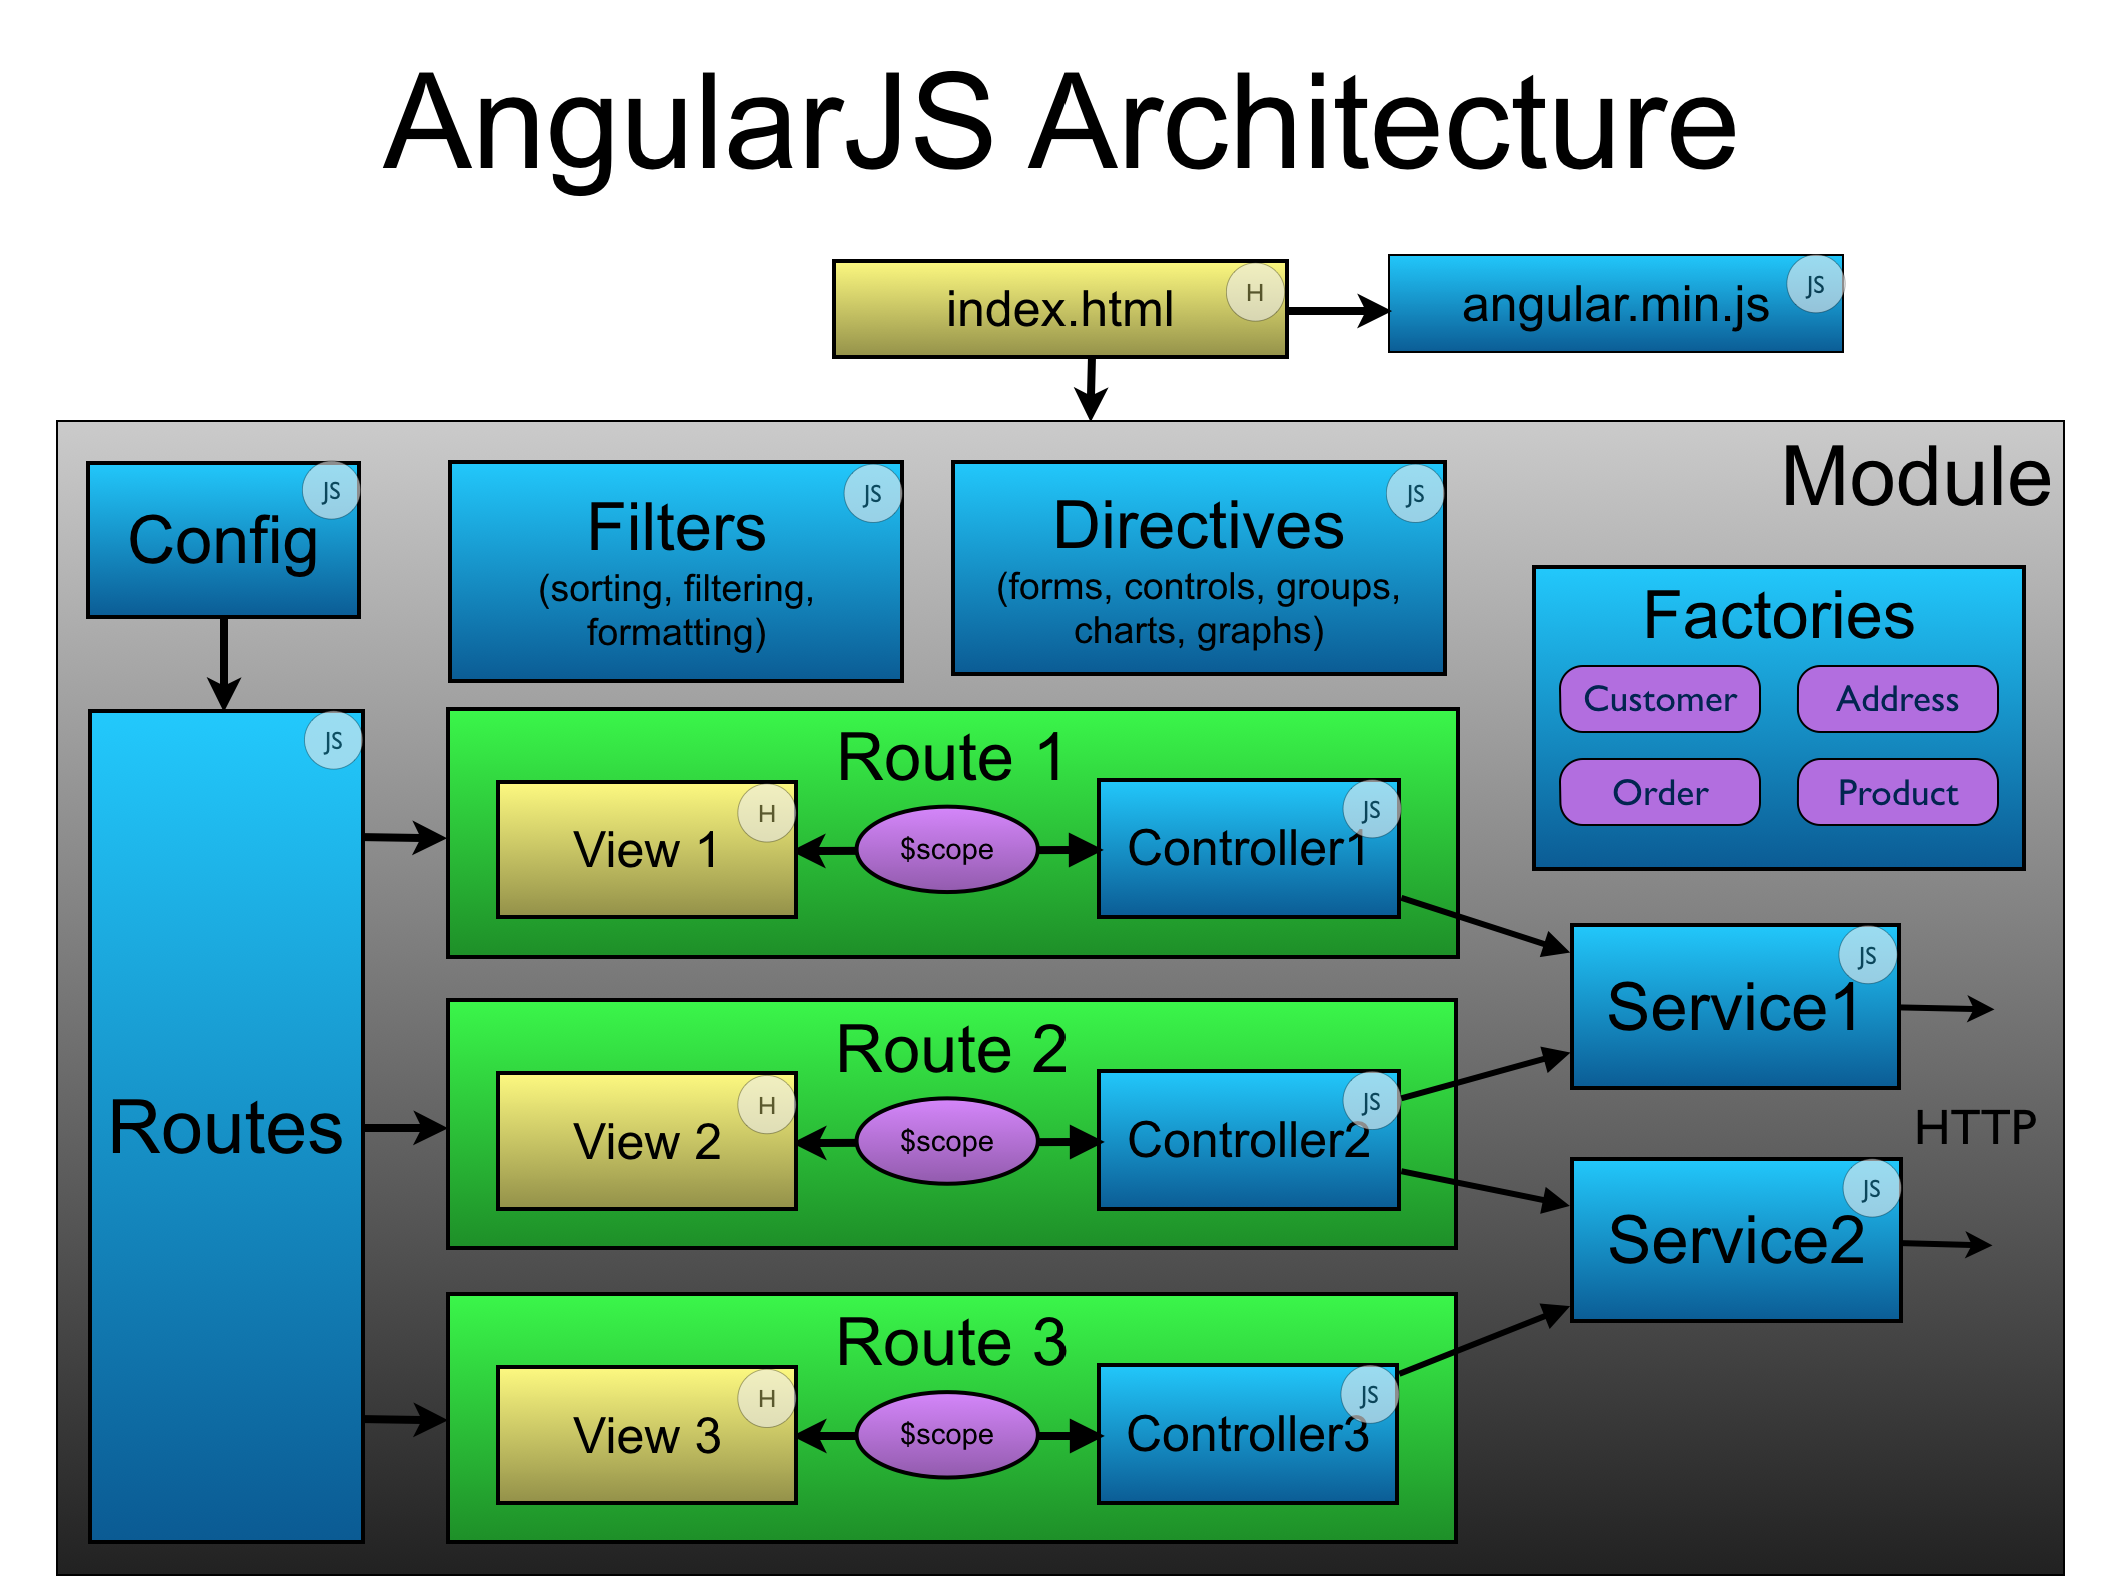 AngularJS Architecture
index.html
H
angular.min.js
JS
Module
Config
JS
Filters
(sorting, filtering,
formatting)
JS
Directives
(forms, controls, groups,
charts, graphs)
JS
Factories
Customer
Address
Order
Product
Routes
JS
Route 1
View 1
H
$scope
Controller1
JS
Route 2
View 2
H
$scope
Controller2
JS
Route 3
View 3
H
$scope
Controller3
JS
Service1
JS
HTTP
Service2
JS